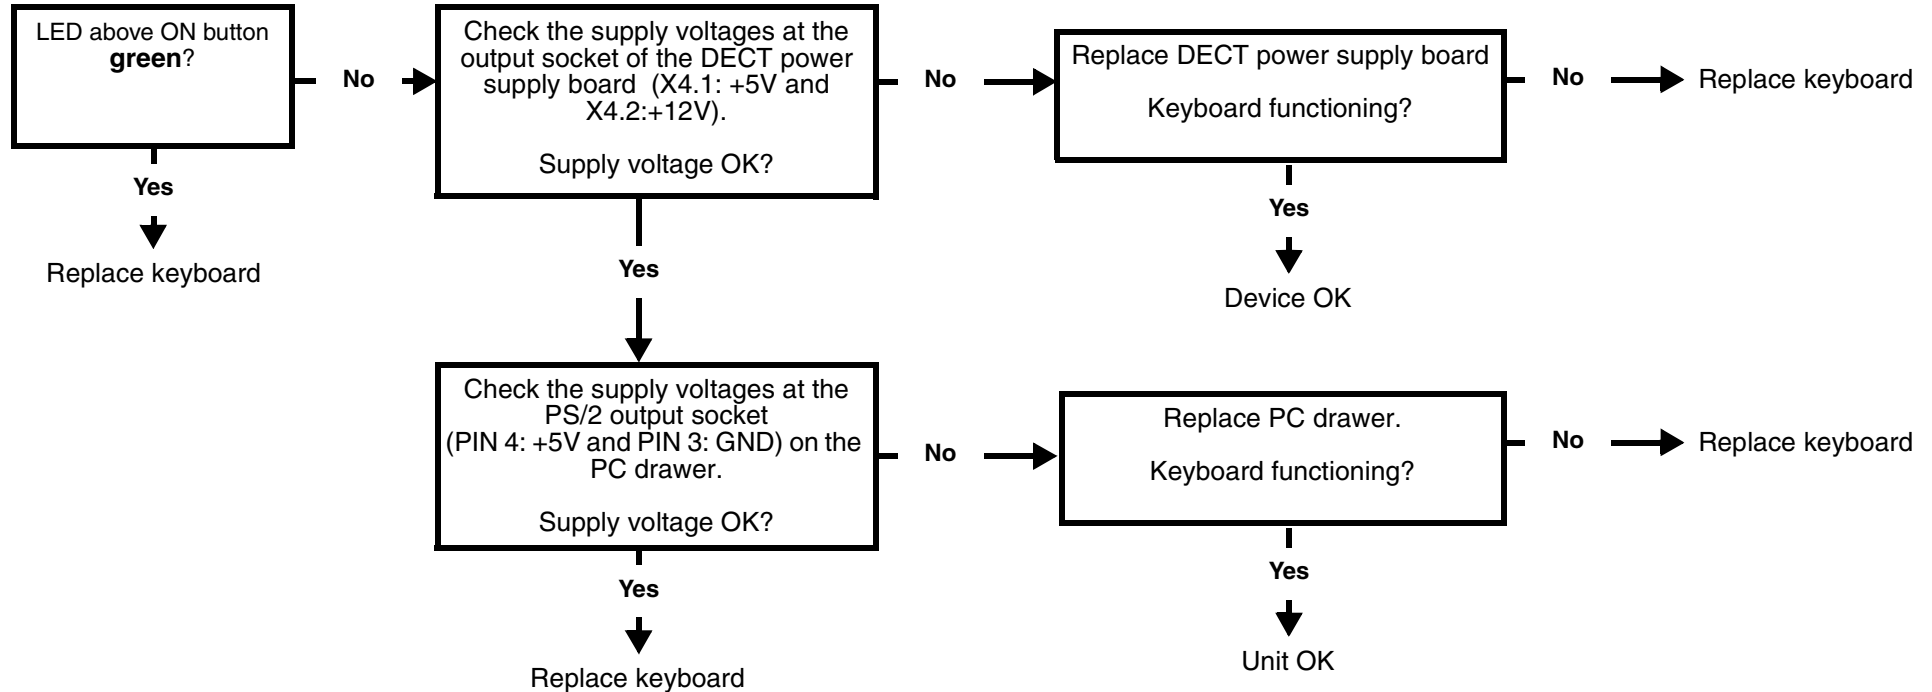 LED above ON button
green?
No
Yes
Replace keyboard
Check the supply voltages at the
output socket of the DECT power
supply board (X4.1: +5V and
X4.2:+12V).
Supply voltage OK?
No
Replace DECT power supply board
Keyboard functioning?
No
Replace keyboard
Yes
Device OK
Yes
Check the supply voltages at the
PS/2 output socket
(PIN 4: +5V and PIN 3: GND) on the
PC drawer.
Supply voltage OK?
No
Replace PC drawer.
Keyboard functioning?
No
Replace keyboard
Yes
Unit OK
Yes
Replace keyboard